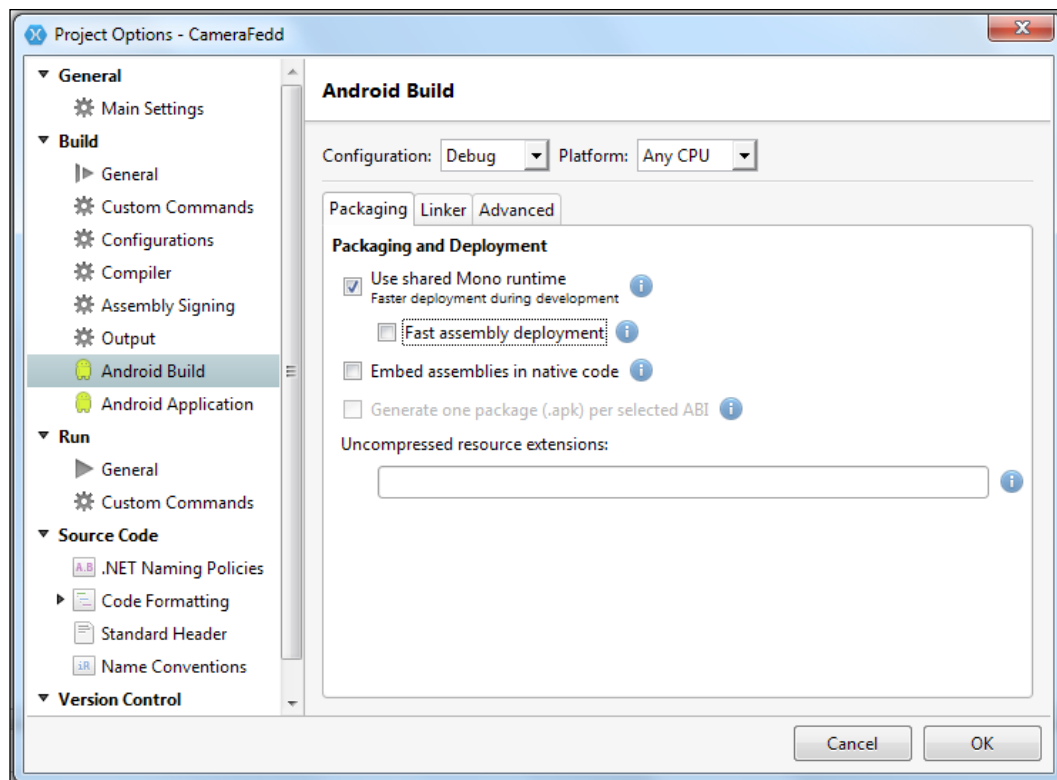 Project Options - CameraFedd
General
Main Settings
Build
General
Custom Commands
Configurations
Compiler
Assembly Signing
Output
Android Build
Android Application
Run
General
Custom Commands
Source Code
A.B .NET Naming Policies
Code Formatting
Standard Header
iR Name Conventions
Version Control
Android Build
Configuration: Debug Platform: Any CPU
Packaging Linker Advanced
Packaging and Deployment
Use shared Mono runtime
Faster deployment during development
Fast assembly deployment
Embed assemblies in native code
Generate one package (.apk) per selected ABI
Uncompressed resource extensions:
Cancel OK